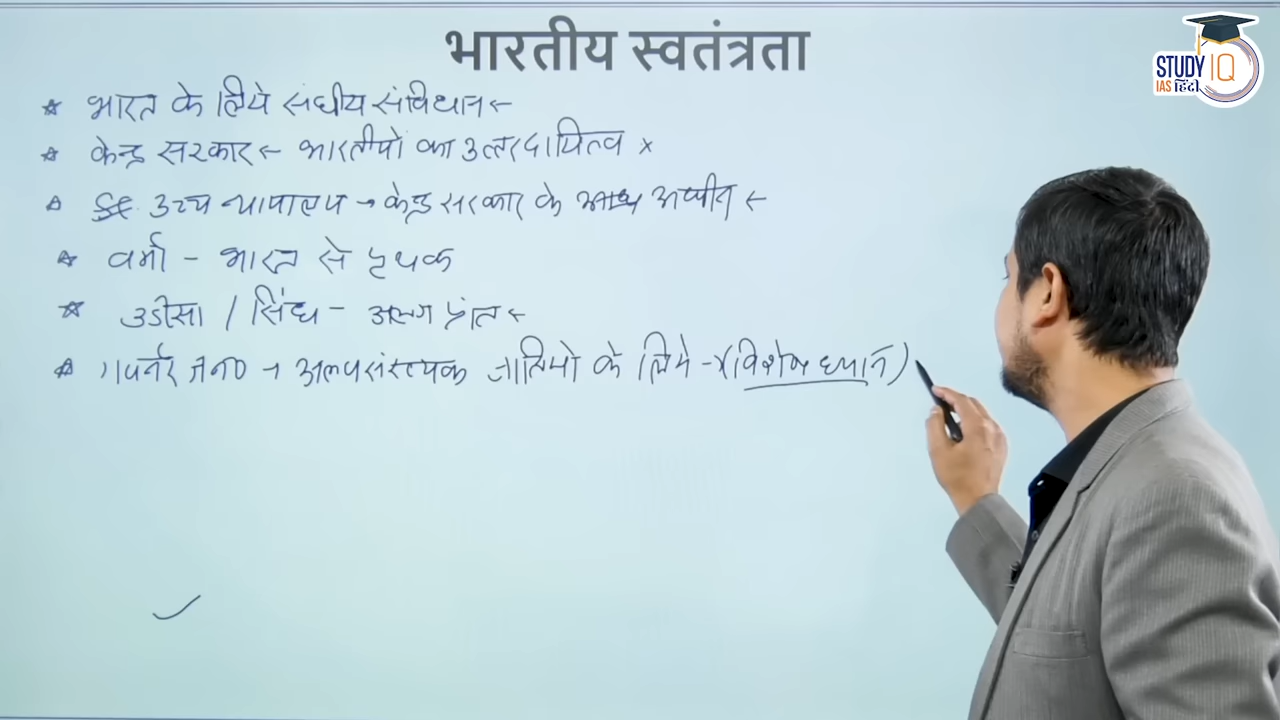 भारतीय स्वतंत्रता
STUDY IQ
IAS हिंदी
* भारत के लिये संघीय संविधान ←
* केन्द्र सरकार ← भारतीयों का उत्तरदायित्व ×
उच्च न्यायालय → केन्द्र सरकार के अधीन ←
* वर्मा - भारत से पृथक
* उडीसा / सिंध - अलग प्रांत ←
* गवर्नर जन० → अल्पसंख्यक जातियो के लिये - (विशेष ध्यान)